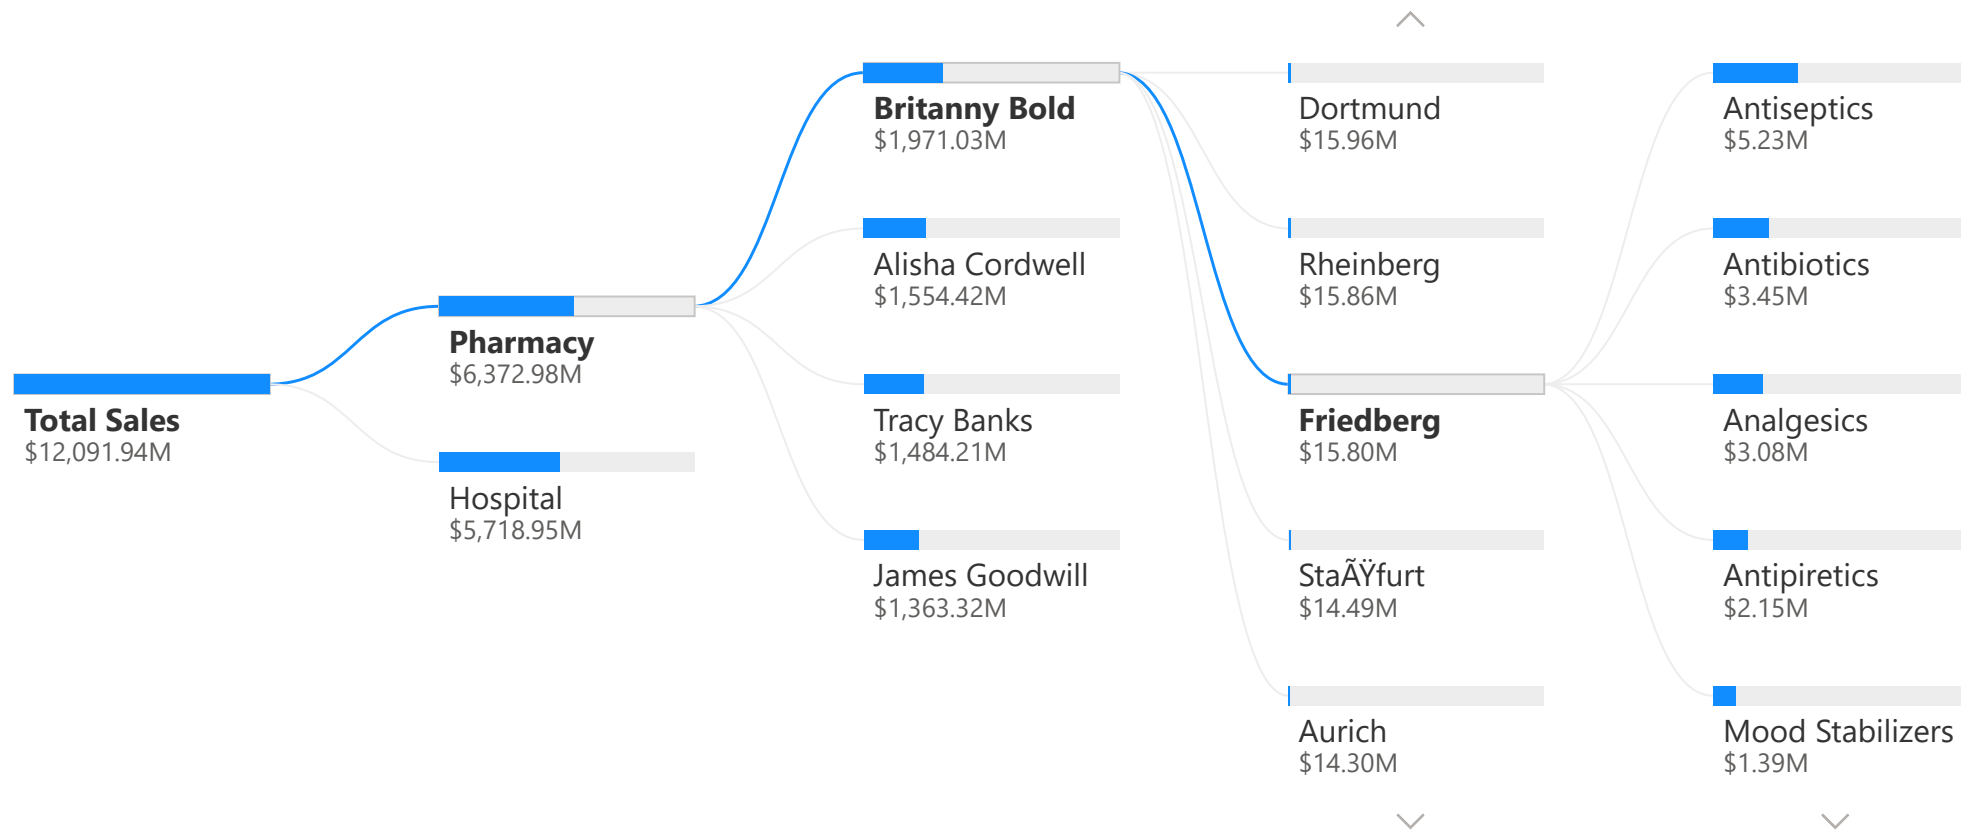 Total Sales
$12,091.94M
Pharmacy
$6,372.98M
Hospital
$5,718.95M
Britanny Bold
$1,971.03M
Alisha Cordwell
$1,554.42M
Tracy Banks
$1,484.21M
James Goodwill
$1,363.32M
Dortmund
$15.96M
Rheinberg
$15.86M
Friedberg
$15.80M
StaÃŸfurt
$14.49M
Aurich
$14.30M
Antiseptics
$5.23M
Antibiotics
$3.45M
Analgesics
$3.08M
Antipiretics
$2.15M
Mood Stabilizers
$1.39M